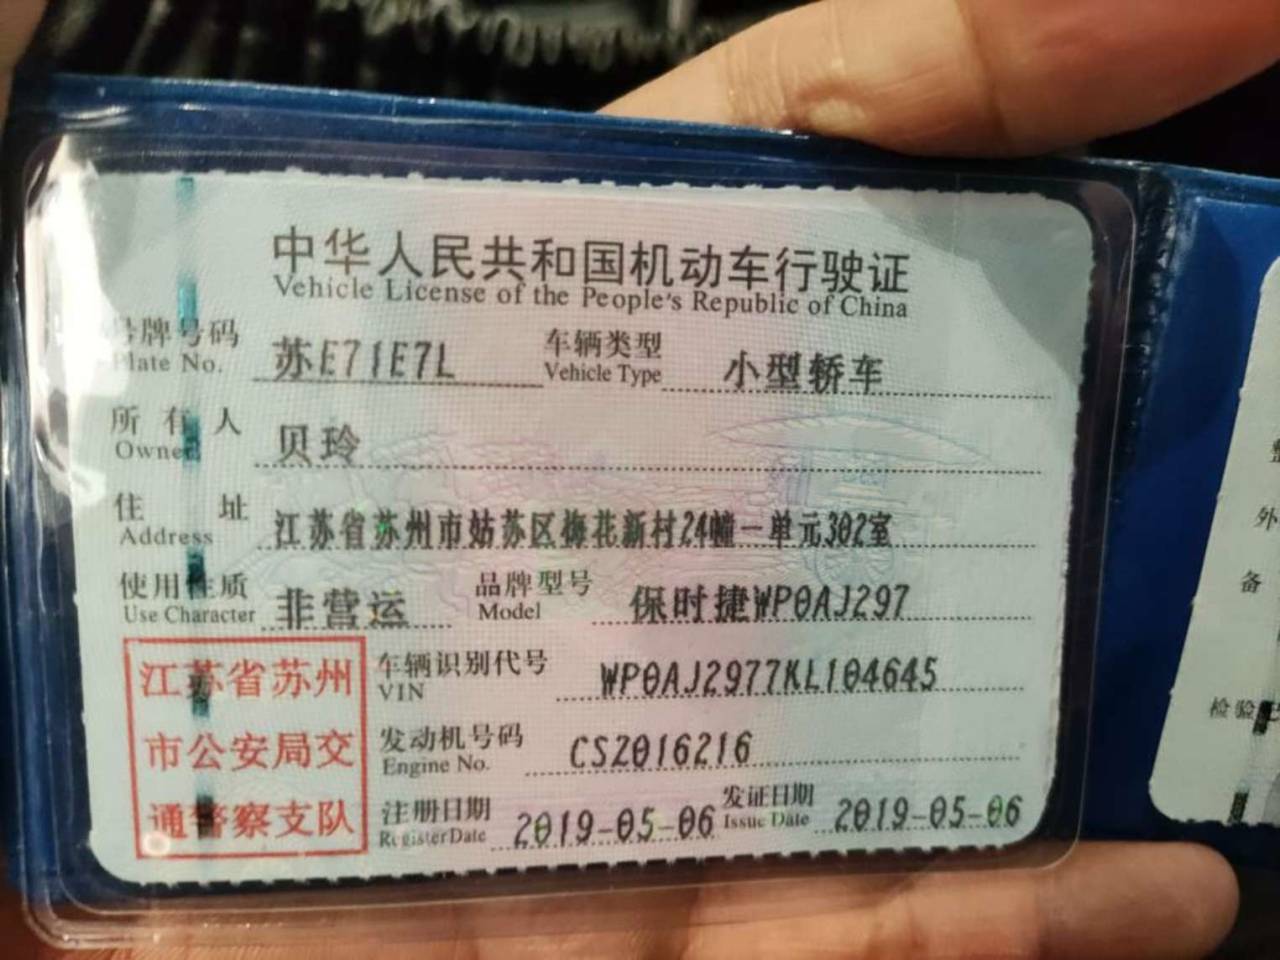 中华人民共和国机动车行驶证
Vehicle License of the People's Republic of China
号牌号码 苏E71E7L 车辆类型 小型轿车
Plate No. Vehicle Type
所有人 贝玲
Owner
住址 江苏省苏州市姑苏区梅花新村24幢一单元302室
Address
使用性质 非营运 品牌型号 保时捷WP0AJ297
Use Character Model
江苏省苏州 车辆识别代号 WP0AJ2977KL104645
VIN
市公安局交 发动机号码 CS2016216
Engine No.
通警察支队 注册日期 2019-05-06 发证日期 2019-05-06
Register Date Issue Date
外
备
检验